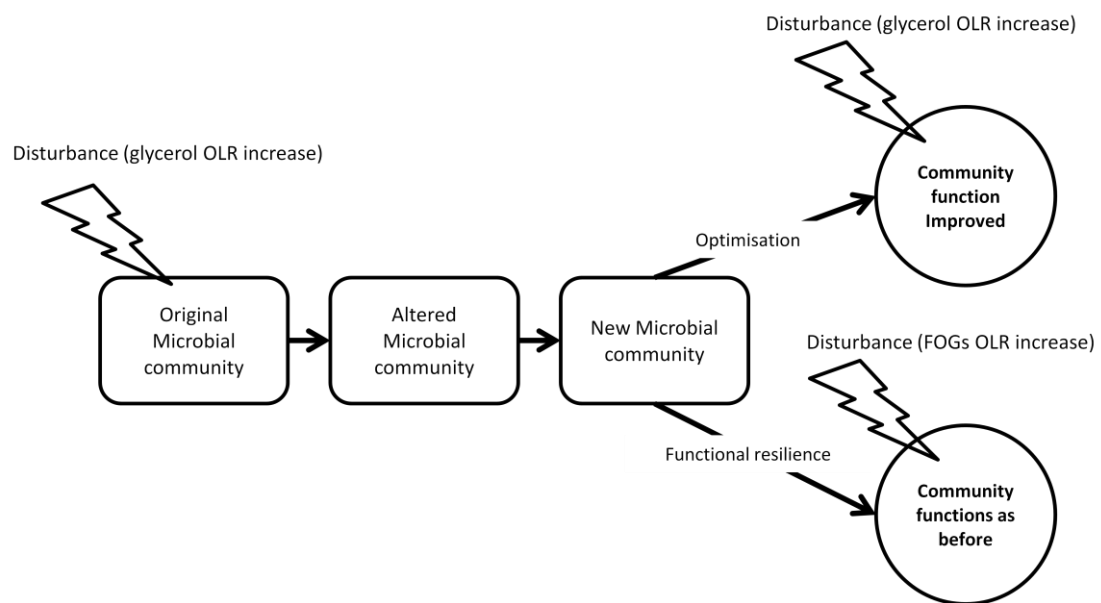 Disturbance (glycerol OLR increase)
Community
function
Improved
Disturbance (glycerol OLR increase)
Optimisation
Original
Microbial
community
Altered
Microbial
community
New Microbial
community
Disturbance (FOGs OLR increase)
Functional resilience
Community
functions as
before